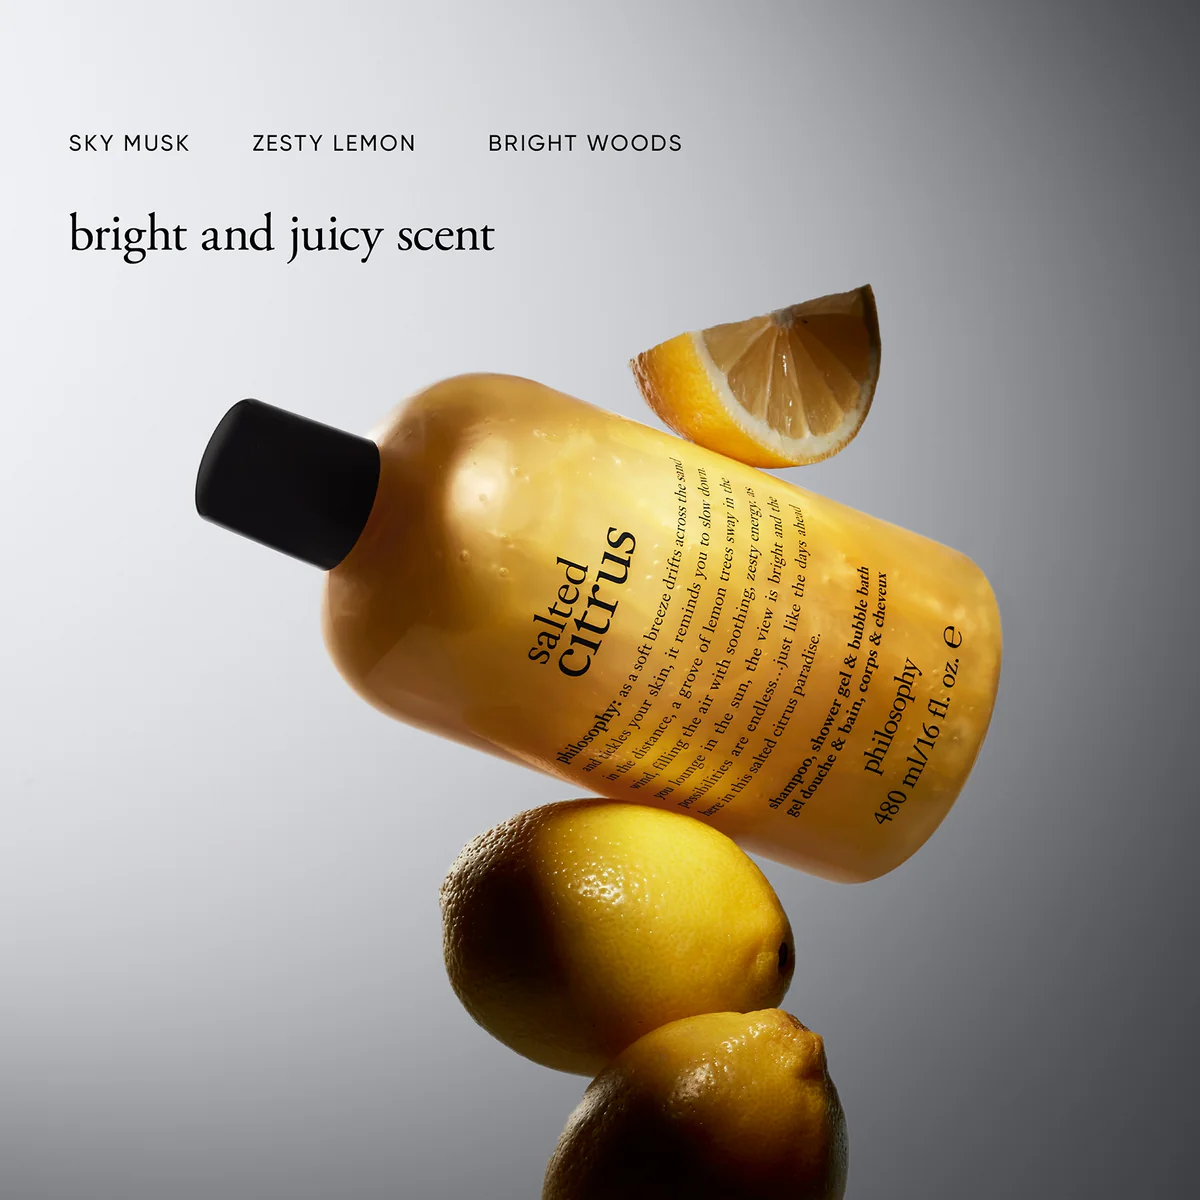 SKY MUSK ZESTY LEMON BRIGHT WOODS
bright and juicy scent
salted
citrus
philosophy: as a soft breeze drifts across the sand
and tickles your skin, it reminds you to slow down.
in the distance, a grove of lemon trees sway in the
wind, filling the air with soothing, zesty energy. as
you lounge in the sun, the view is bright and the
possibilities are endless...just like the days ahead
here in this salted citrus paradise.
shampoo, shower gel & bubble bath
gel douche & bain, corps & cheveux
philosophy
480 ml/16 fl. oz. ℮